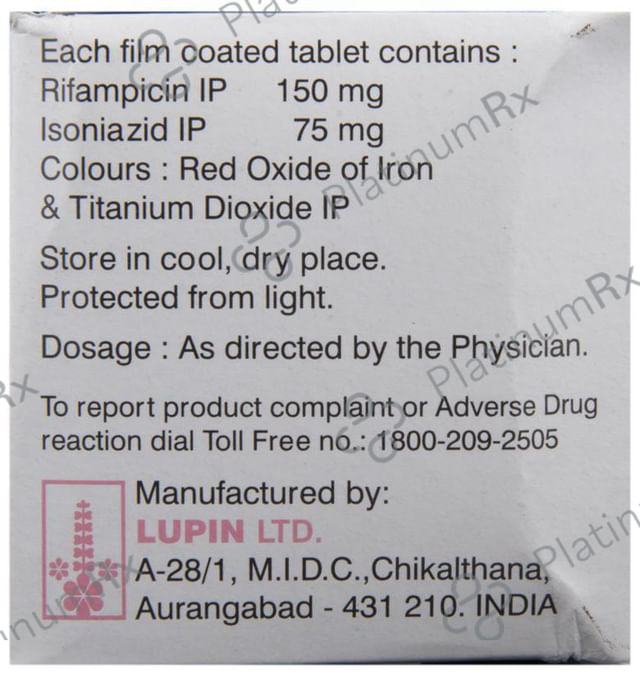 Each film coated tablet contains :
Rifampicin IP 150 mg
Isoniazid IP 75 mg
Colours : Red Oxide of Iron
& Titanium Dioxide IP
Store in cool, dry place.
Protected from light.
Dosage : As directed by the Physician.
To report product complaint or Adverse Drug
reaction dial Toll Free no.: 1800-209-2505
Manufactured by:
LUPIN LTD.
A-28/1, M.I.D.C.,Chikalthana,
Aurangabad - 431 210. INDIA
PlatinumRx
PlatinumRx